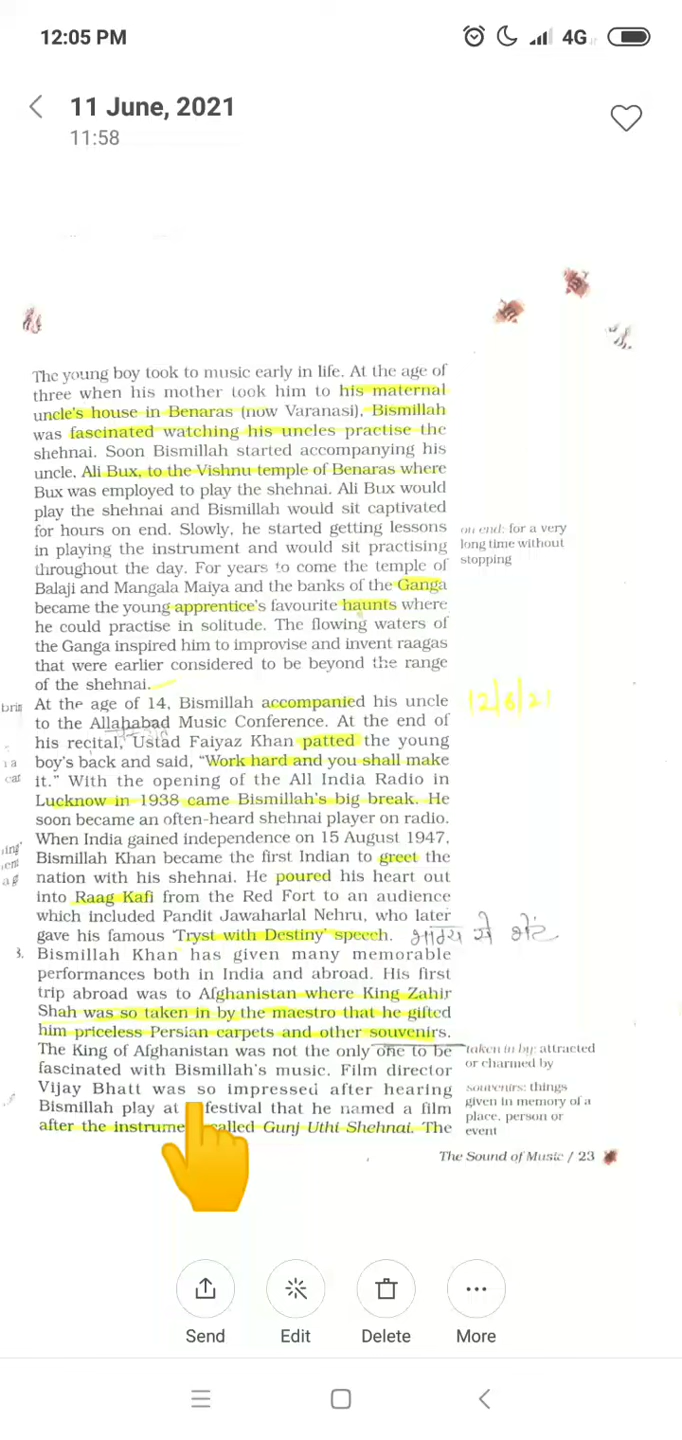 12:05 PM
4G
11 June, 2021
11:58
The young boy took to music early in life. At the age of
three when his mother took him to his maternal
uncle's house in Benaras (now Varanasi), Bismillah
was fascinated watching his uncles practise the
shehnai. Soon Bismillah started accompanying his
uncle, Ali Bux, to the Vishnu temple of Benaras where
Bux was employed to play the shehnai. Ali Bux would
play the shehnai and Bismillah would sit captivated
for hours on end. Slowly, he started getting lessons
in playing the instrument and would sit practising
throughout the day. For years to come the temple of
Balaji and Mangala Maiya and the banks of the Ganga
became the young apprentice's favourite haunts where
he could practise in solitude. The flowing waters of
the Ganga inspired him to improvise and invent raagas
that were earlier considered to be beyond the range
of the shehnai.
on end: for a very
long time without
stopping
12/6/21
At the age of 14, Bismillah accompanied his uncle
to the Allahabad Music Conference. At the end of
his recital, Ustad Faiyaz Khan patted the young
boy's back and said, “Work hard and you shall make
it.” With the opening of the All India Radio in
Lucknow in 1938 came Bismillah's big break. He
soon became an often-heard shehnai player on radio.
When India gained independence on 15 August 1947,
Bismillah Khan became the first Indian to greet the
nation with his shehnai. He poured his heart out
into Raag Kafi from the Red Fort to an audience
which included Pandit Jawaharlal Nehru, who later
gave his famous ‘Tryst with Destiny’ speech. भाग्य से भेंट
3. Bismillah Khan has given many memorable
performances both in India and abroad. His first
trip abroad was to Afghanistan where King Zahir
Shah was so taken in by the maestro that he gifted
him priceless Persian carpets and other souvenirs.
The King of Afghanistan was not the only one to be
fascinated with Bismillah's music. Film director
Vijay Bhatt was so impressed after hearing
Bismillah play at festival that he named a film
after the instrume called Gunj Uthi Shehnai. The
taken in by: attracted
or charmed by
souvenirs: things
given in memory of a
place, person or
event
The Sound of Music / 23
Send
Edit
Delete
More